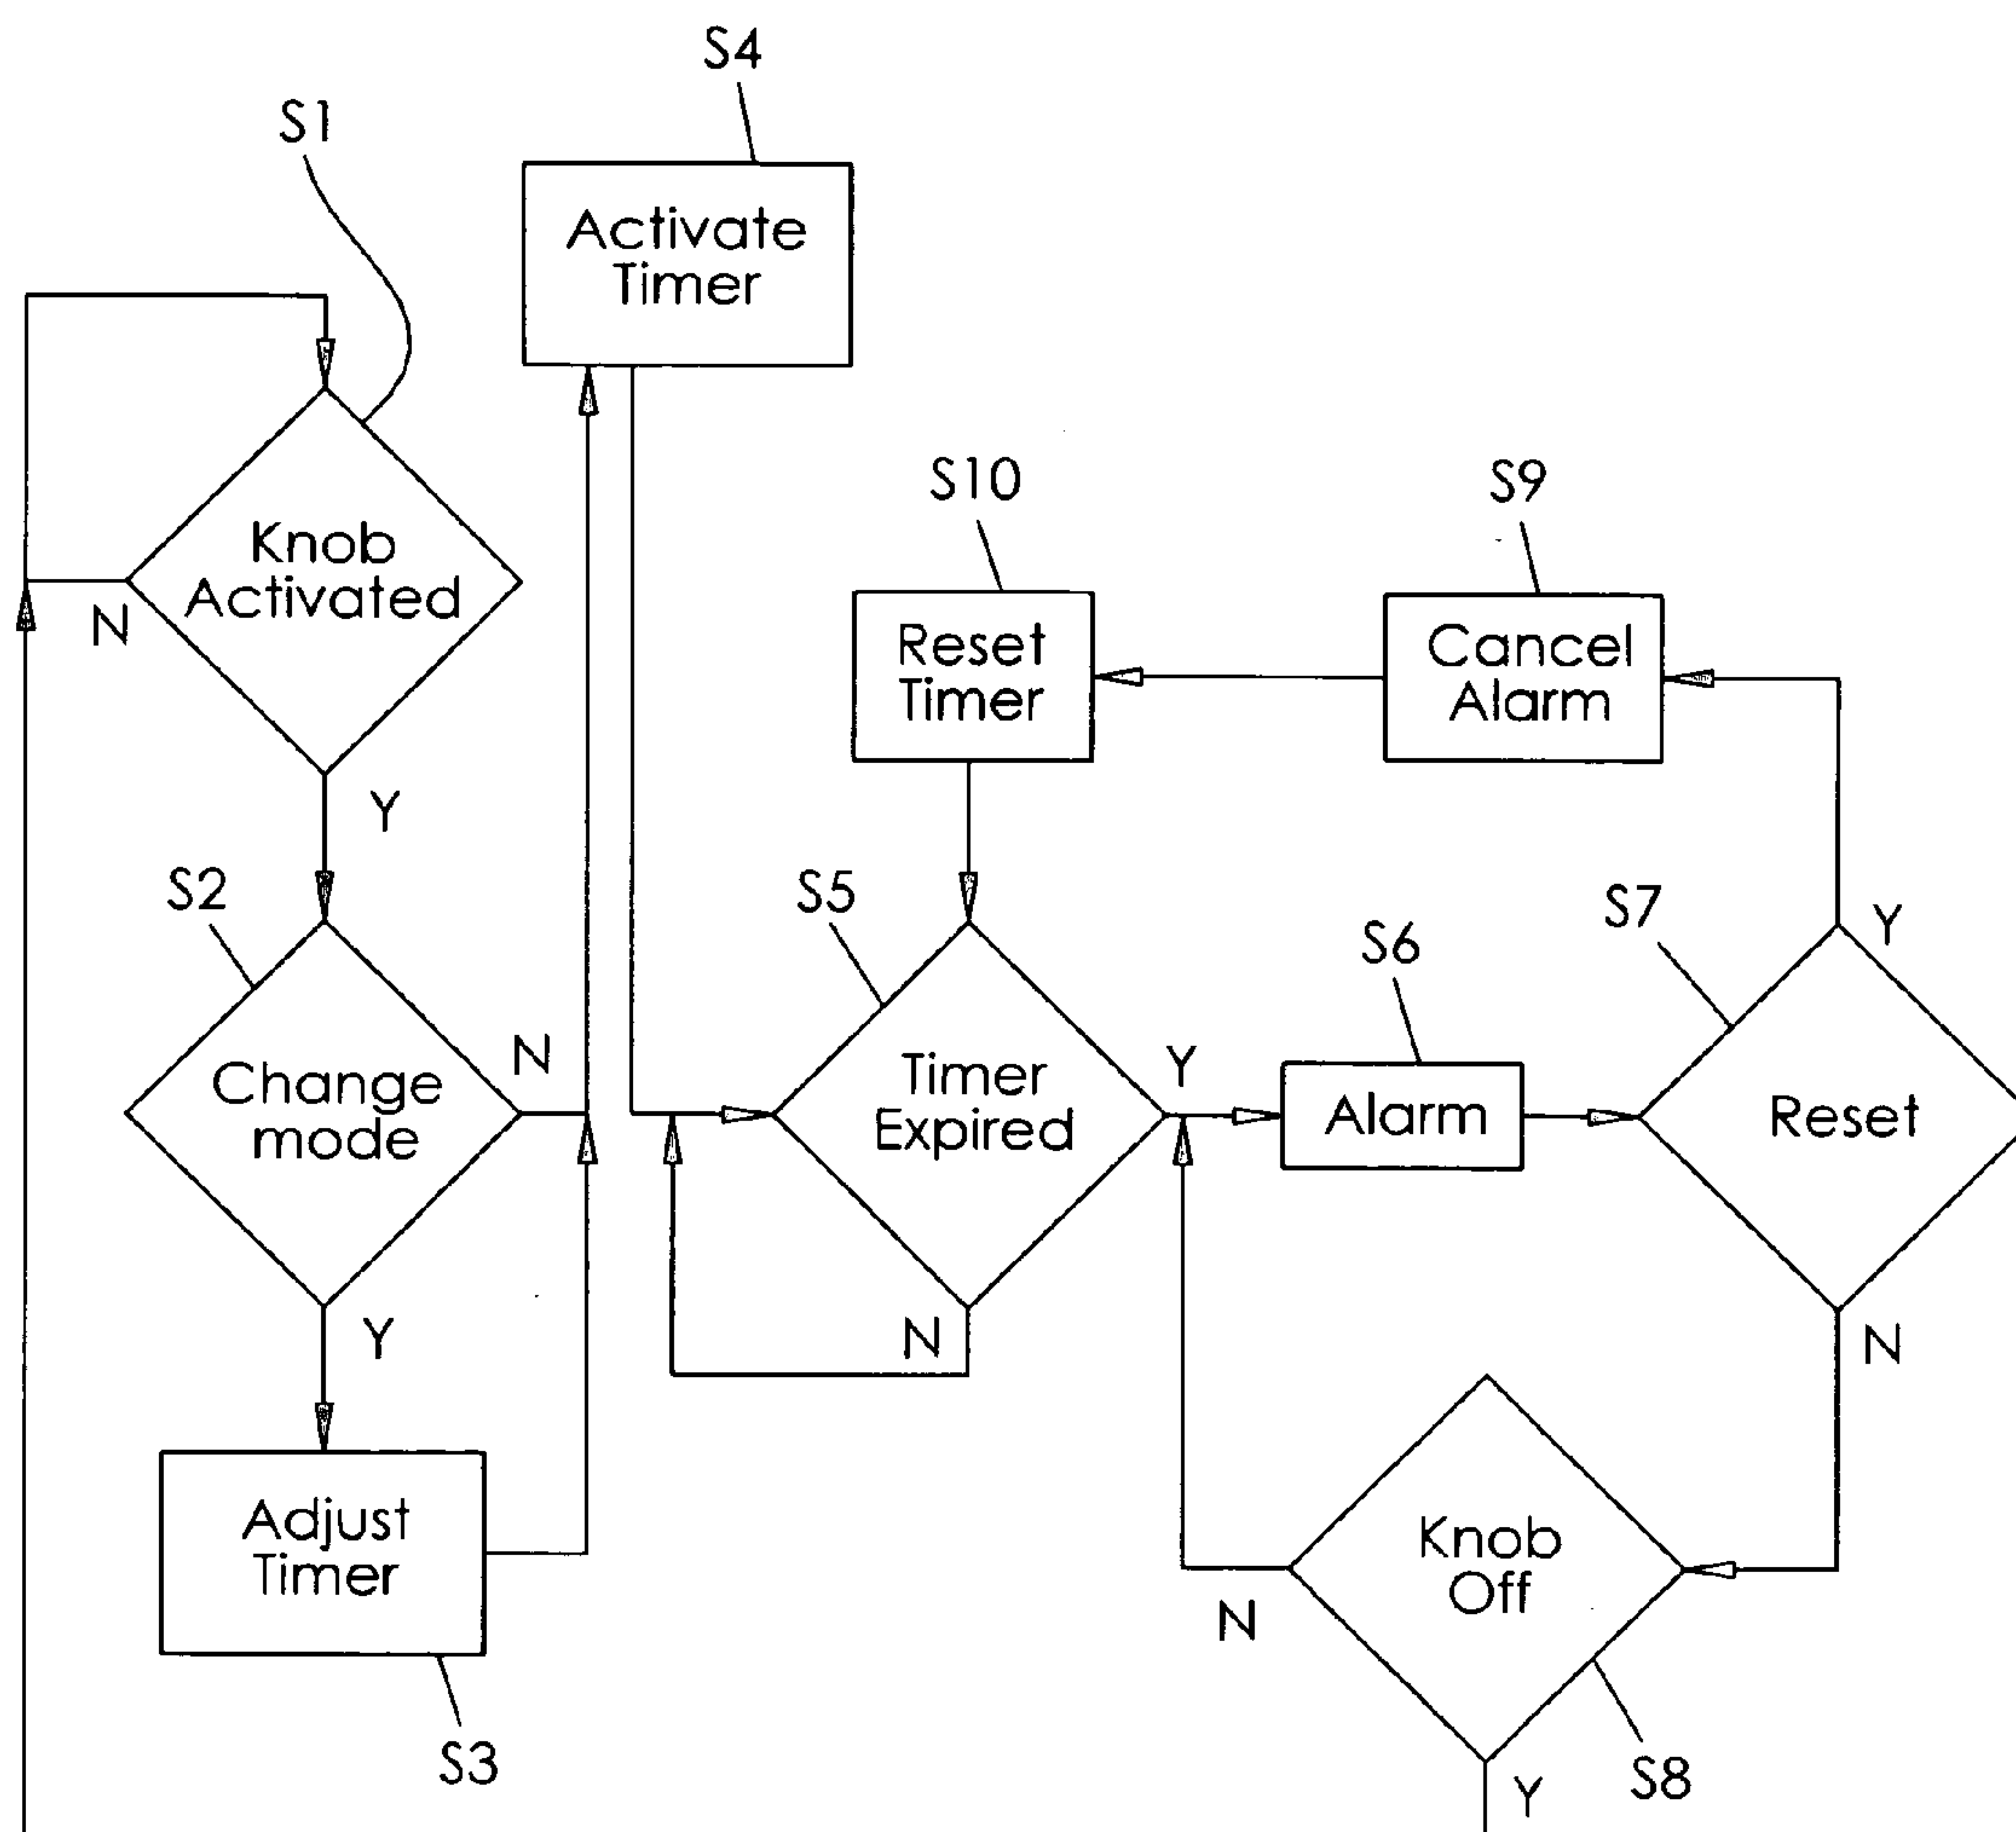 S4
S1
Activate
Timer
Knob
Activated
N
Y
S10
S9
Reset
Timer
Cancel
Alarm
S2
Change
mode
N
Y
S5
Timer
Expired
Y
N
S6
Alarm
S7
Reset
Y
N
Adjust
Timer
S3
Knob
Off
N
Y
S8